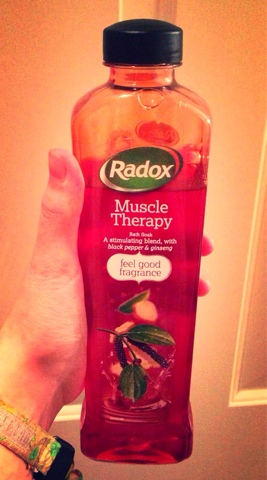 Radox
Muscle
Therapy
Bath Soak
A stimulating blend, with
black pepper & ginseng
feel good
fragrance